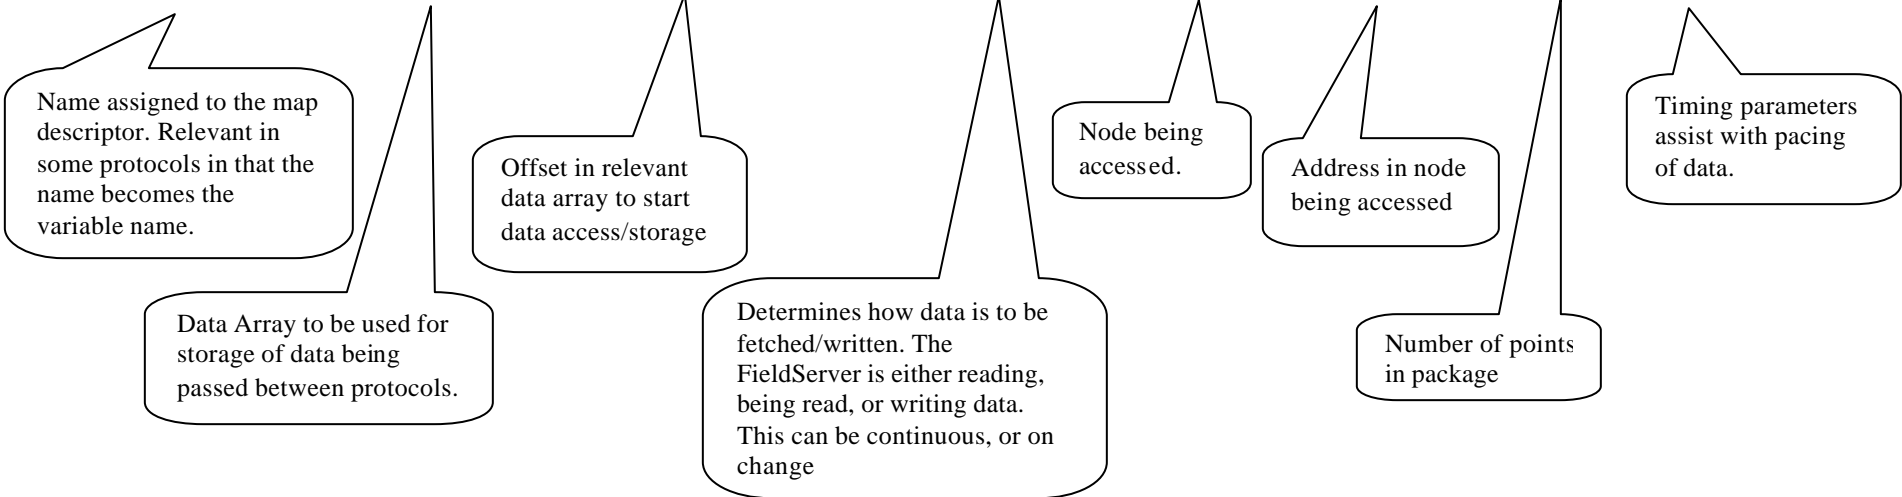 Name assigned to the map
descriptor. Relevant in
some protocols in that the
name becomes the
variable name.
Data Array to be used for
storage of data being
passed between protocols.
Offset in relevant
data array to start
data access/storage
Determines how data is to be
fetched/written. The
FieldServer is either reading,
being read, or writing data.
This can be continuous, or on
change
Node being
accessed.
Address in node
being accessed
Number of points
in package
Timing parameters
assist with pacing
of data.